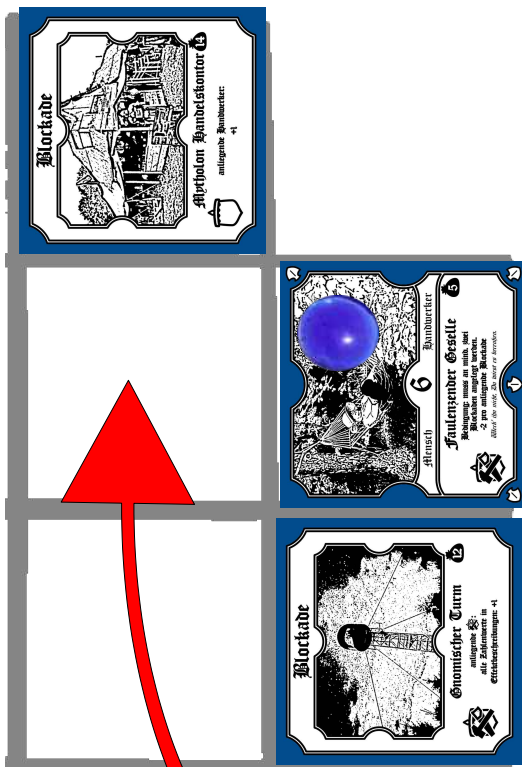 Blockade
Mytholon Handelskontor
14
anliegende Handwerker:
+1
Mensch
6
Handwerker
Faulenzender Geselle
5
Bedingung: muss an mind. zwei
Blockaden angelegt werden.
-2 pro anliegende Blockade
Blockade
Gnomischer Turm
12
anliegende
alle Zahlenwerte in
Effektbeschreibungen: +1